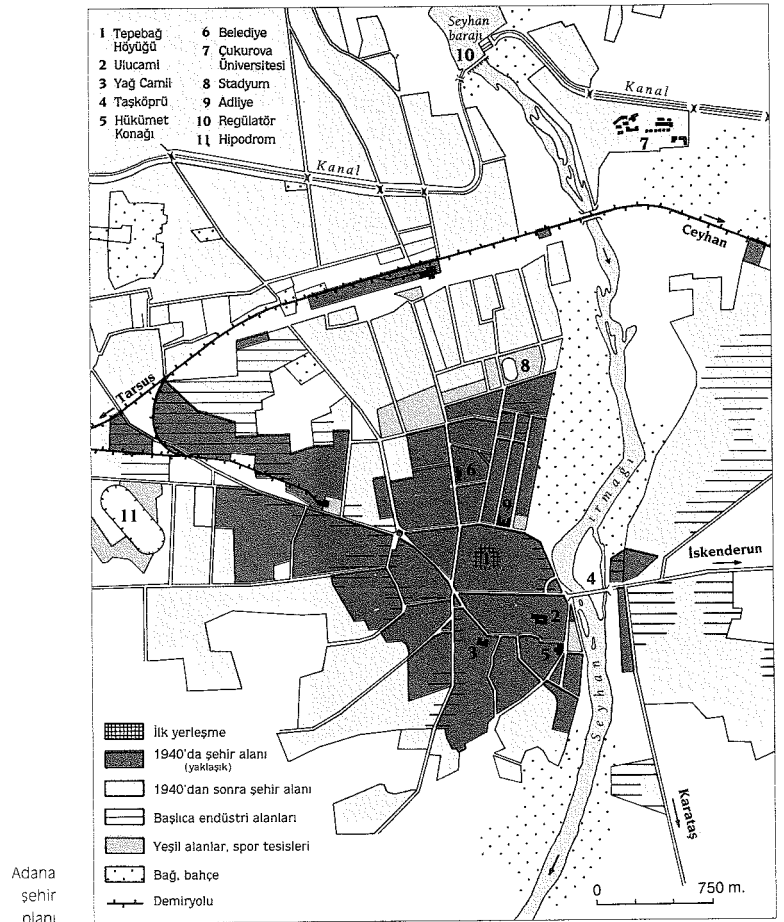 1 Tepebağ
Höyüğü
2 Ulucami
3 Yağ Camii
4 Taşköprü
5 Hükümet
Konağı
6 Belediye
7 Çukurova
Üniversitesi
8 Stadyum
9 Adliye
10 Regülatör
11 Hipodrom
Seyhan
barajı
10
Kanal
7
Kanal
Ceyhan
Tarsus
8
6
9
11
1
İskenderun
4
2
3
5
Seyhan ırmağı
Karataş
İlk yerleşme
1940'da şehir alanı
(yaklaşık)
1940'dan sonra şehir alanı
Başlıca endüstri alanları
Yeşil alanlar, spor tesisleri
Bağ, bahçe
Demiryolu
0 750 m.
Adana
şehir
planı